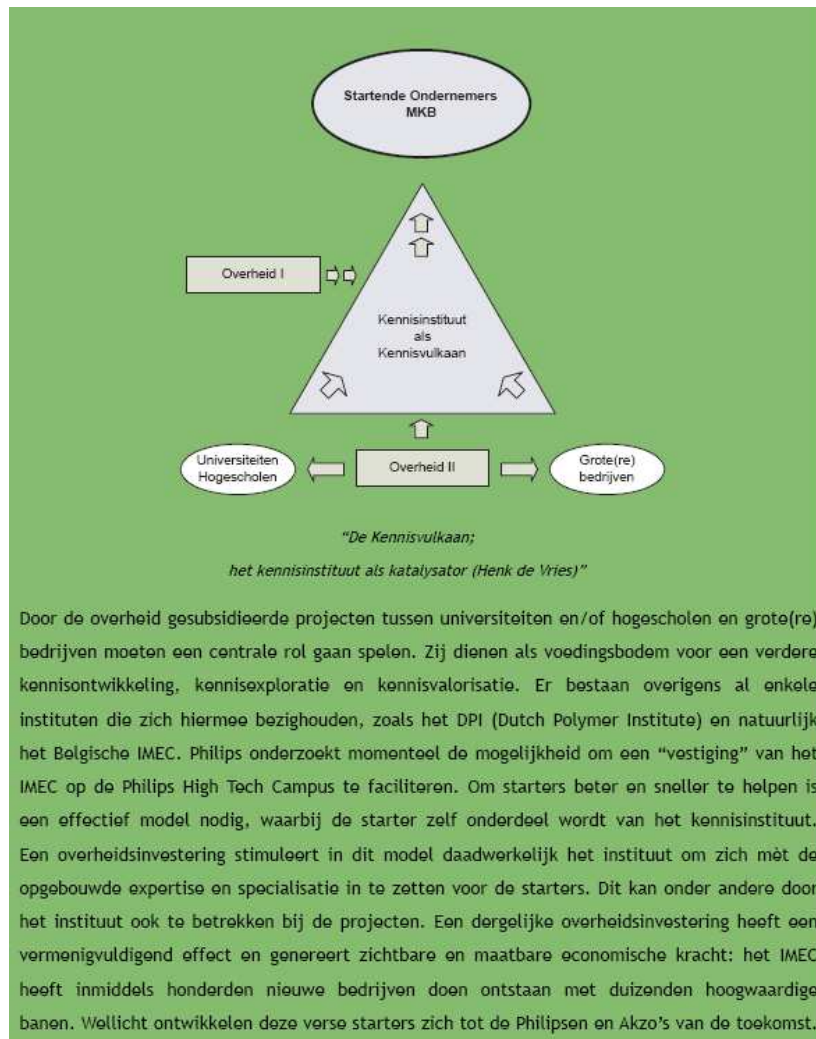 Startende Ondernemers
MKB
Overheid I
Kennisinstituut
als
Kennisvulkaan
Universiteiten
Hogescholen
Overheid II
Grote(re)
bedrijven
“De Kennisvulkaan;
het kennisinstituut als katalysator (Henk de Vries)”
Door de overheid gesubsidieerde projecten tussen universiteiten en/of hogescholen en grote(re)
bedrijven moeten een centrale rol gaan spelen. Zij dienen als voedingsbodem voor een verdere
kennisontwikkeling, kennisexploratie en kennisvalorisatie. Er bestaan overigens al enkele
instituten die zich hiermee bezighouden, zoals het DPI (Dutch Polymer Institute) en natuurlijk
het Belgische IMEC. Philips onderzoekt momenteel de mogelijkheid om een “vestiging” van het
IMEC op de Philips High Tech Campus te faciliteren. Om starters beter en sneller te helpen is
een effectief model nodig, waarbij de starter zelf onderdeel wordt van het kennisinstituut.
Een overheidsinvestering stimuleert in dit model daadwerkelijk het instituut om zich mèt de
opgebouwde expertise en specialisatie in te zetten voor de starters. Dit kan onder andere door
het instituut ook te betrekken bij de projecten. Een dergelijke overheidsinvestering heeft een
vermenigvuldigend effect en genereert zichtbare en maatbare economische kracht: het IMEC
heeft inmiddels honderden nieuwe bedrijven doen ontstaan met duizenden hoogwaardige
banen. Wellicht ontwikkelen deze verse starters zich tot de Philipsen en Akzo’s van de toekomst.